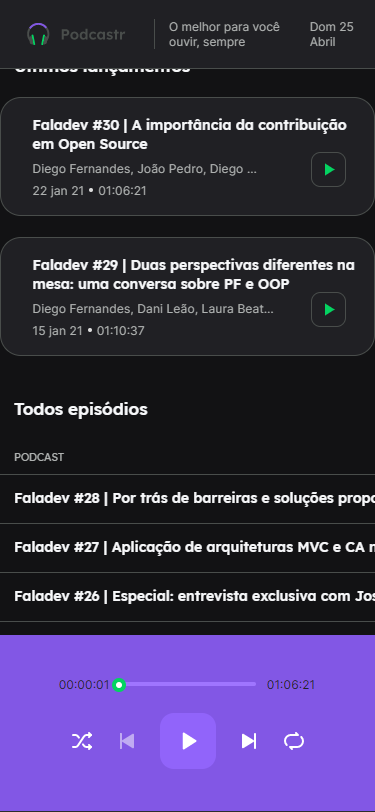 Podcastr
O melhor para você
ouvir, sempre
Dom 25
Abril
Últimos lançamentos
Faladev #30 | A importância da contribuição
em Open Source
Diego Fernandes, João Pedro, Diego ...
22 jan 21 • 01:06:21
Faladev #29 | Duas perspectivas diferentes na
mesa: uma conversa sobre PF e OOP
Diego Fernandes, Dani Leão, Laura Beat...
15 jan 21 • 01:10:37
Todos episódios
PODCAST
Faladev #28 | Por trás de barreiras e soluções
Faladev #27 | Aplicação de arquiteturas MVC e CA
Faladev #26 | Especial: entrevista exclusiva com
00:00:01
01:06:21